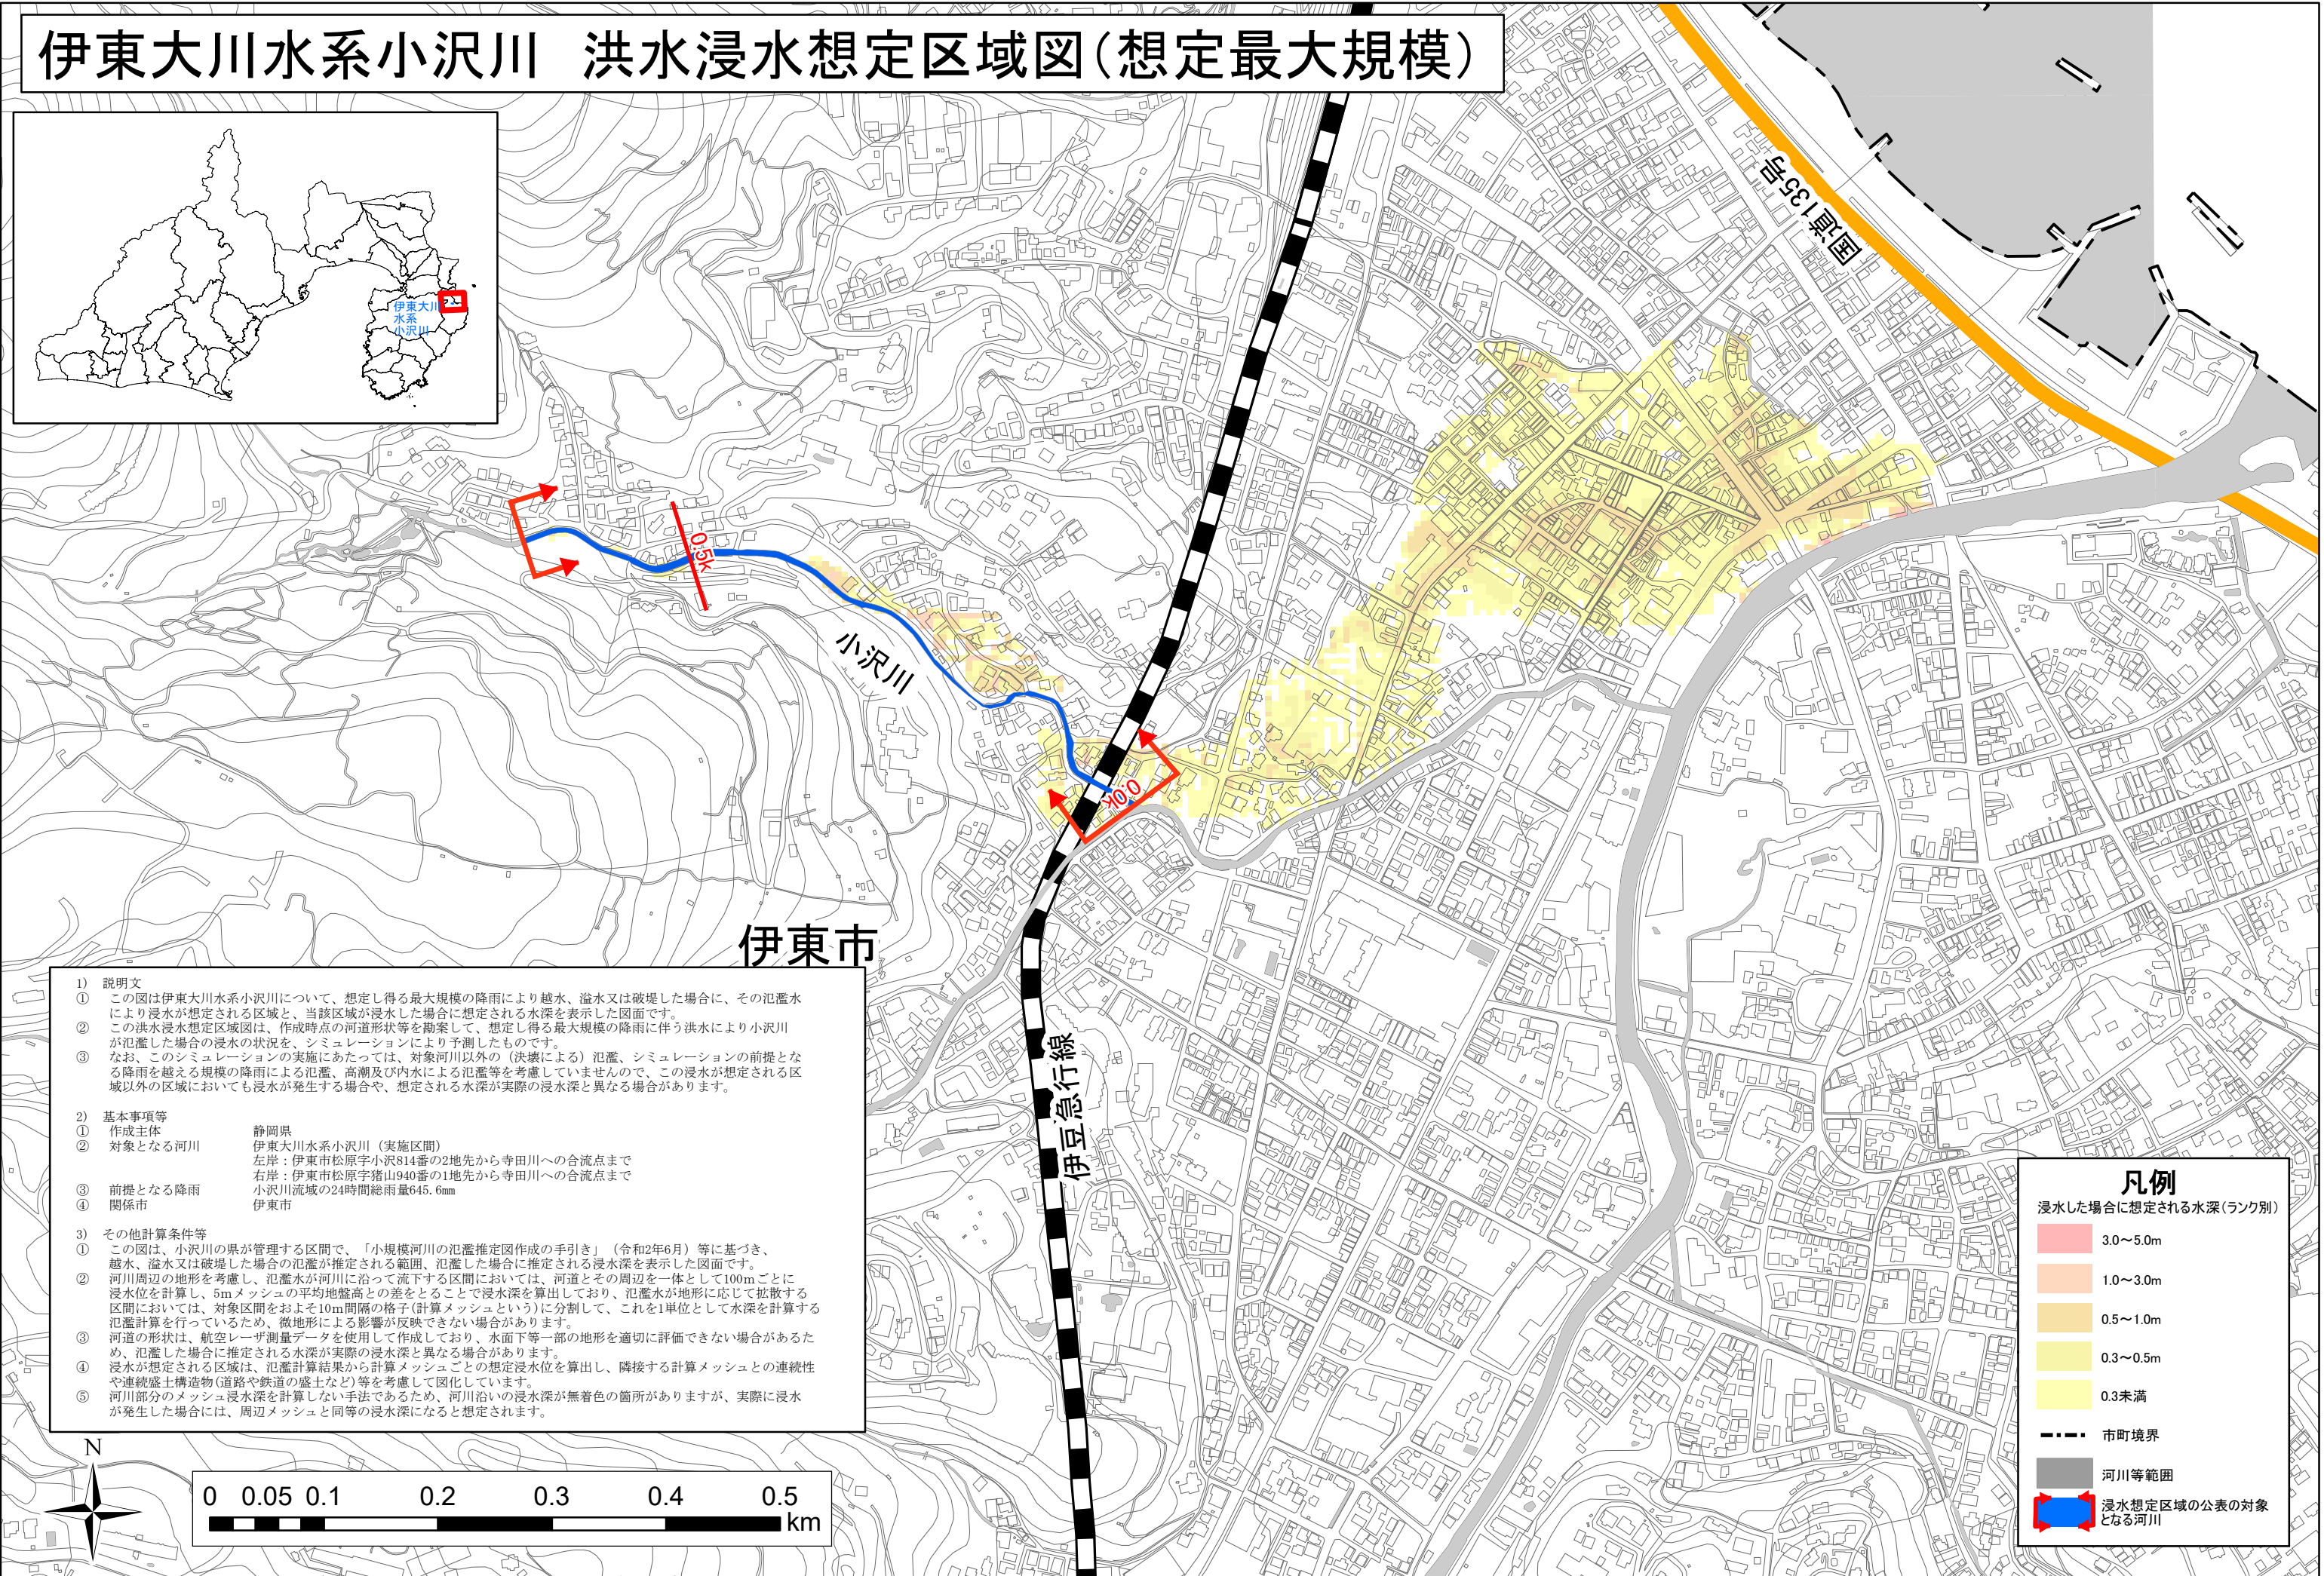 伊東大川水系小沢川　洪水浸水想定区域図(想定最大規模)
国道135号
伊東大川
水系
小沢川
0.5k
小沢川
0.0k
伊東市
伊豆急行線
1)　説明文
①　この図は伊東大川水系小沢川について、想定し得る最大規模の降雨により越水、溢水又は破堤した場合に、その氾濫水
により浸水が想定される区域と、当該区域が浸水した場合に想定される水深を表示した図面です。
②　この洪水浸水想定区域図は、作成時点の河道形状等を勘案して、想定し得る最大規模の降雨に伴う洪水により小沢川
が氾濫した場合の浸水の状況を、シミュレーションにより予測したものです。
③　なお、このシミュレーションの実施にあたっては、対象河川以外の（決壊による）氾濫、シミュレーションの前提とな
る降雨を越える規模の降雨による氾濫、高潮及び内水による氾濫等を考慮していませんので、この浸水が想定される区
域以外の区域においても浸水が発生する場合や、想定される水深が実際の浸水深と異なる場合があります。
2)　基本事項等
①　作成主体　静岡県
②　対象となる河川　伊東大川水系小沢川（実施区間）
左岸：伊東市松原字小沢814番の2地先から寺田川への合流点まで
右岸：伊東市松原字猪山940番の1地先から寺田川への合流点まで
③　前提となる降雨　小沢川流域の24時間総雨量645.6mm
④　関係市　伊東市
3)　その他計算条件等
①　この図は、小沢川の県が管理する区間で、「小規模河川の氾濫推定図作成の手引き」（令和2年6月）等に基づき、
越水、溢水又は破堤した場合の氾濫が推定される範囲、氾濫した場合に推定される浸水深を表示した図面です。
②　河川周辺の地形を考慮し、氾濫水が河川に沿って流下する区間においては、河道とその周辺を一体として100mごとに
浸水位を計算し、5mメッシュの平均地盤高との差をとることで浸水深を算出しており、氾濫水が地形に応じて拡散する
区間においては、対象区間をおよそ10m間隔の格子(計算メッシュという)に分割して、これを1単位として水深を計算する
氾濫計算を行っているため、微地形による影響が反映できない場合があります。
③　河道の形状は、航空レーザ測量データを使用して作成しており、水面下等一部の地形を適切に評価できない場合があるた
め、氾濫した場合に推定される水深が実際の浸水深と異なる場合があります。
④　浸水が想定される区域は、氾濫計算結果から計算メッシュごとの想定浸水位を算出し、隣接する計算メッシュとの連続性
や連続盛土構造物(道路や鉄道の盛土など)等を考慮して図化しています。
⑤　河川部分のメッシュ浸水深を計算しない手法であるため、河川沿いの浸水深が無着色の箇所がありますが、実際に浸水
が発生した場合には、周辺メッシュと同等の浸水深になると想定されます。
N
0 0.05 0.1 0.2 0.3 0.4 0.5
km
凡例
浸水した場合に想定される水深(ランク別)
3.0～5.0m
1.0～3.0m
0.5～1.0m
0.3～0.5m
0.3未満
市町境界
河川等範囲
浸水想定区域の公表の対象
となる河川